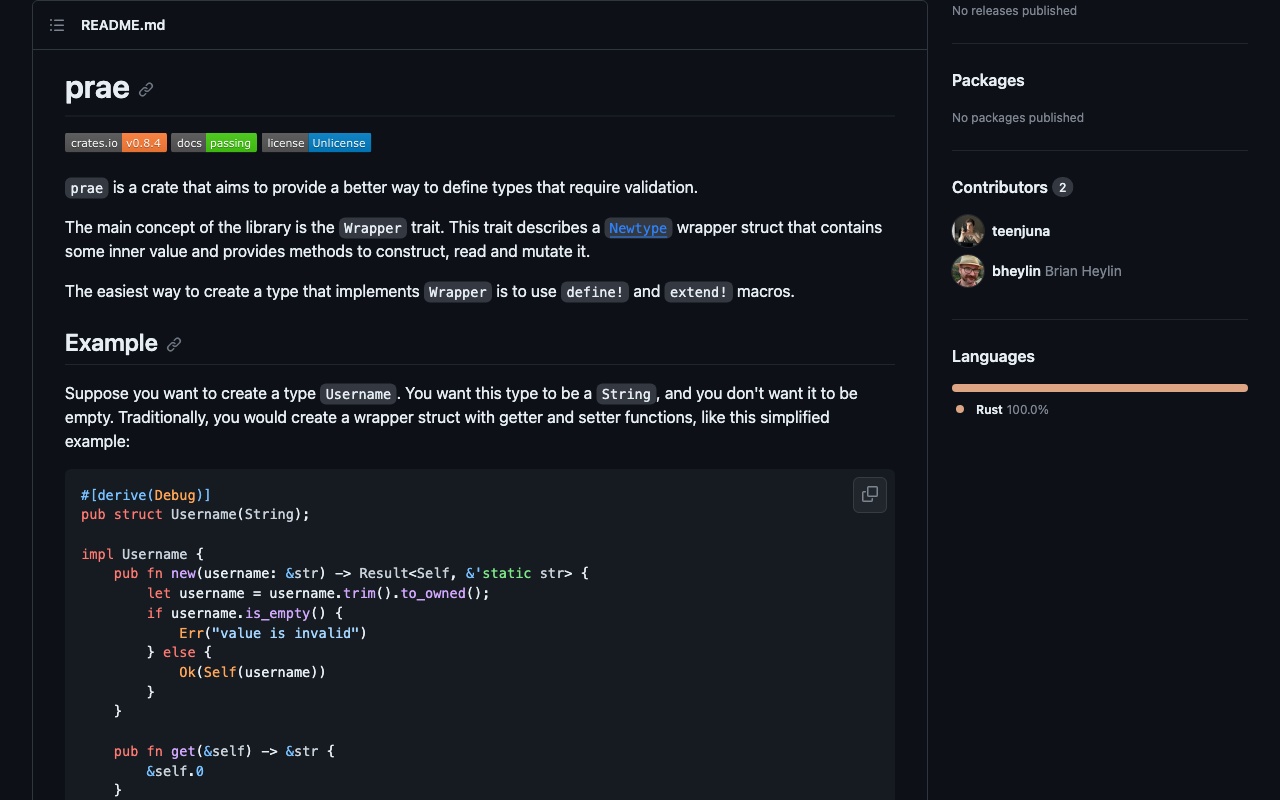 README.md
prae
crates.io v0.8.4 docs passing license Unlicense
prae is a crate that aims to provide a better way to define types that require validation.
The main concept of the library is the Wrapper trait. This trait describes a Newtype wrapper struct that contains
some inner value and provides methods to construct, read and mutate it.
The easiest way to create a type that implements Wrapper is to use define! and extend! macros.
Example
Suppose you want to create a type Username. You want this type to be a String, and you don't want it to be
empty. Traditionally, you would create a wrapper struct with getter and setter functions, like this simplified
example:
#[derive(Debug)]
pub struct Username(String);
impl Username {
    pub fn new(username: &str) -> Result<Self, &'static str> {
        let username = username.trim().to_owned();
        if username.is_empty() {
            Err("value is invalid")
        } else {
            Ok(Self(username))
        }
    }
    pub fn get(&self) -> &str {
        &self.0
    }
No releases published
Packages
No packages published
Contributors 2
teenjuna
bheylin Brian Heylin
Languages
Rust 100.0%